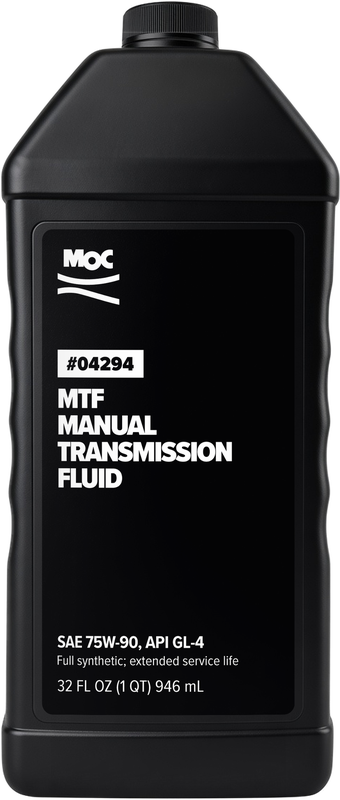 MOC
#04294
MTF
MANUAL
TRANSMISSION
FLUID
SAE 75W-90, API GL-4
Full synthetic; extended service life
32 FL OZ (1 QT) 946 mL